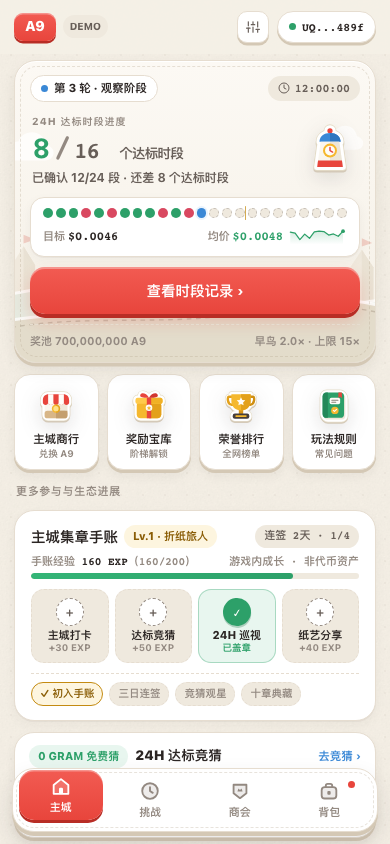 A9 DEMO UQ...489f
第 3 轮 · 观察阶段 12:00:00
24H 达标时段进度
8 / 16 个达标时段
已确认 12/24 段 · 还差 8 个达标时段
目标 $0.0046 均价 $0.0048
查看时段记录 ›
奖池 700,000,000 A9 早鸟 2.0× · 上限 15×
主城商行 奖励宝库 荣誉排行 玩法规则
兑换 A9 阶梯解锁 全网榜单 常见问题
更多参与与生态进展
主城集章手账 Lv.1 · 折纸旅人 连签 2天 · 1/4
手账经验 160 EXP (160/200) 游戏内成长 · 非代币资产
+ + ✓ +
主城打卡 达标竞猜 24H 巡视 纸艺分享
+30 EXP +50 EXP 已盖章 +40 EXP
✓ 初入手账 三日连签 竞猜观星 十章典藏
0 GRAM 免费猜 24H 达标竞猜 去竞猜 ›
主城 挑战 商会 背包